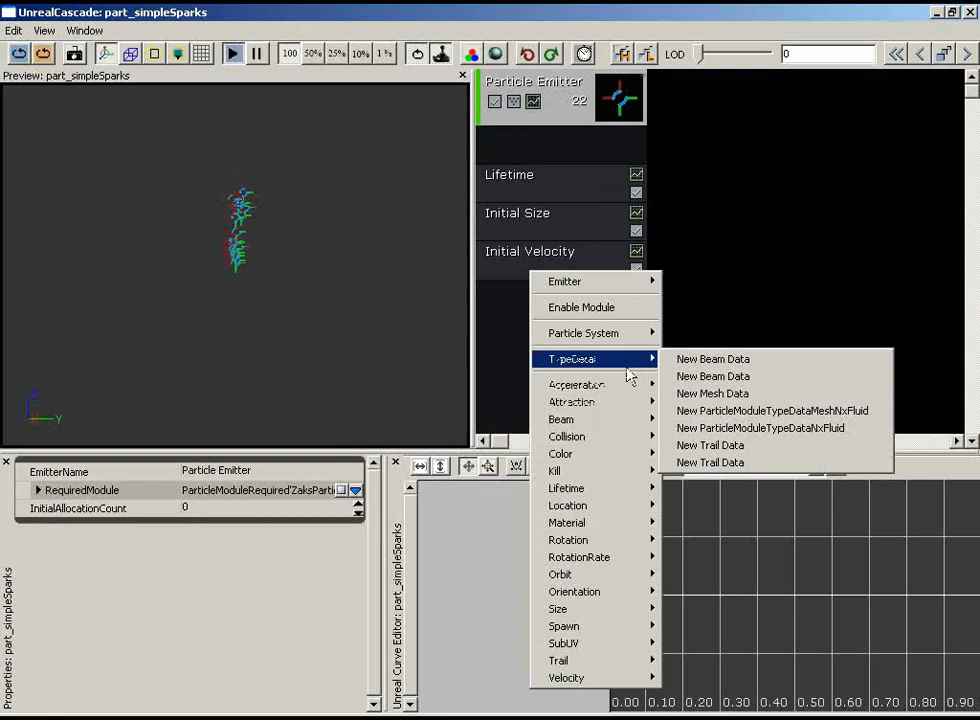 UnrealCascade: part_simpleSparks
Edit View Window
100 50% 25% 10% 1% LOD 0
Preview: part_simpleSparks
Particle Emitter
22
Lifetime
Initial Size
Initial Velocity
Emitter
Enable Module
Particle System
TypeData
Acceleration
Attraction
Beam
Collision
Color
Kill
Lifetime
Location
Material
Rotation
RotationRate
Orbit
Orientation
Size
Spawn
SubUV
Trail
Velocity
New Beam Data
New Beam Data
New Mesh Data
New ParticleModuleTypeDataMeshNxFluid
New ParticleModuleTypeDataNxFluid
New Trail Data
New Trail Data
Z
X
Y
EmitterName Particle Emitter
RequiredModule ParticleModuleRequired'ZaksParti
InitialAllocationCount 0
Properties: part_simpleSparks
Unreal Curve Editor: part_simpleSparks
0.00 0.10 0.20 0.30 0.40 0.50 0.60 0.70 0.80 0.90